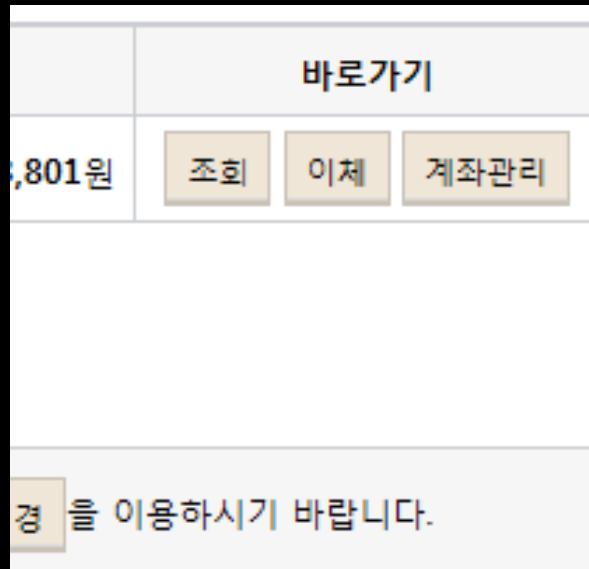 바로가기
,801원 조회 이체 계좌관리
경 을 이용하시기 바랍니다.